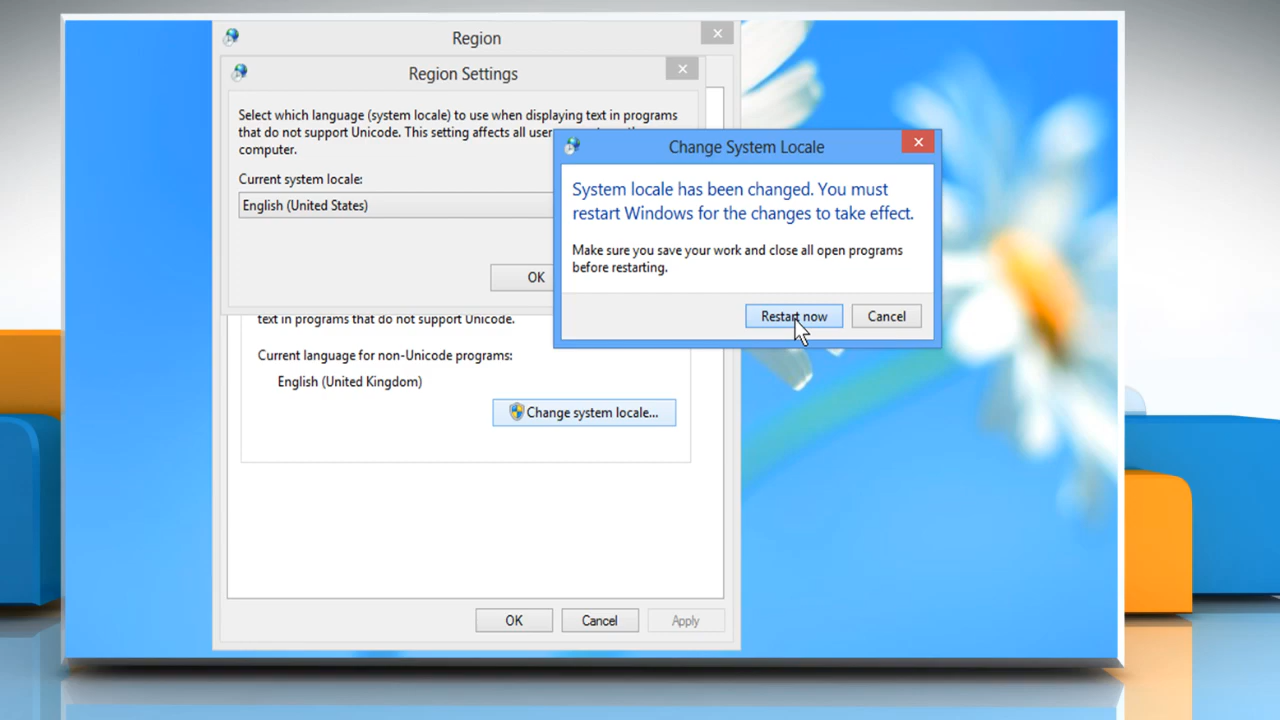 Region
Region Settings
Select which language (system locale) to use when displaying text in programs
that do not support Unicode. This setting affects all user
computer.
Current system locale:
English (United States)
OK
Change System Locale
System locale has been changed. You must
restart Windows for the changes to take effect.
Make sure you save your work and close all open programs
before restarting.
Restart now
Cancel
text in programs that do not support Unicode.
Current language for non-Unicode programs:
English (United Kingdom)
Change system locale...
OK
Cancel
Apply